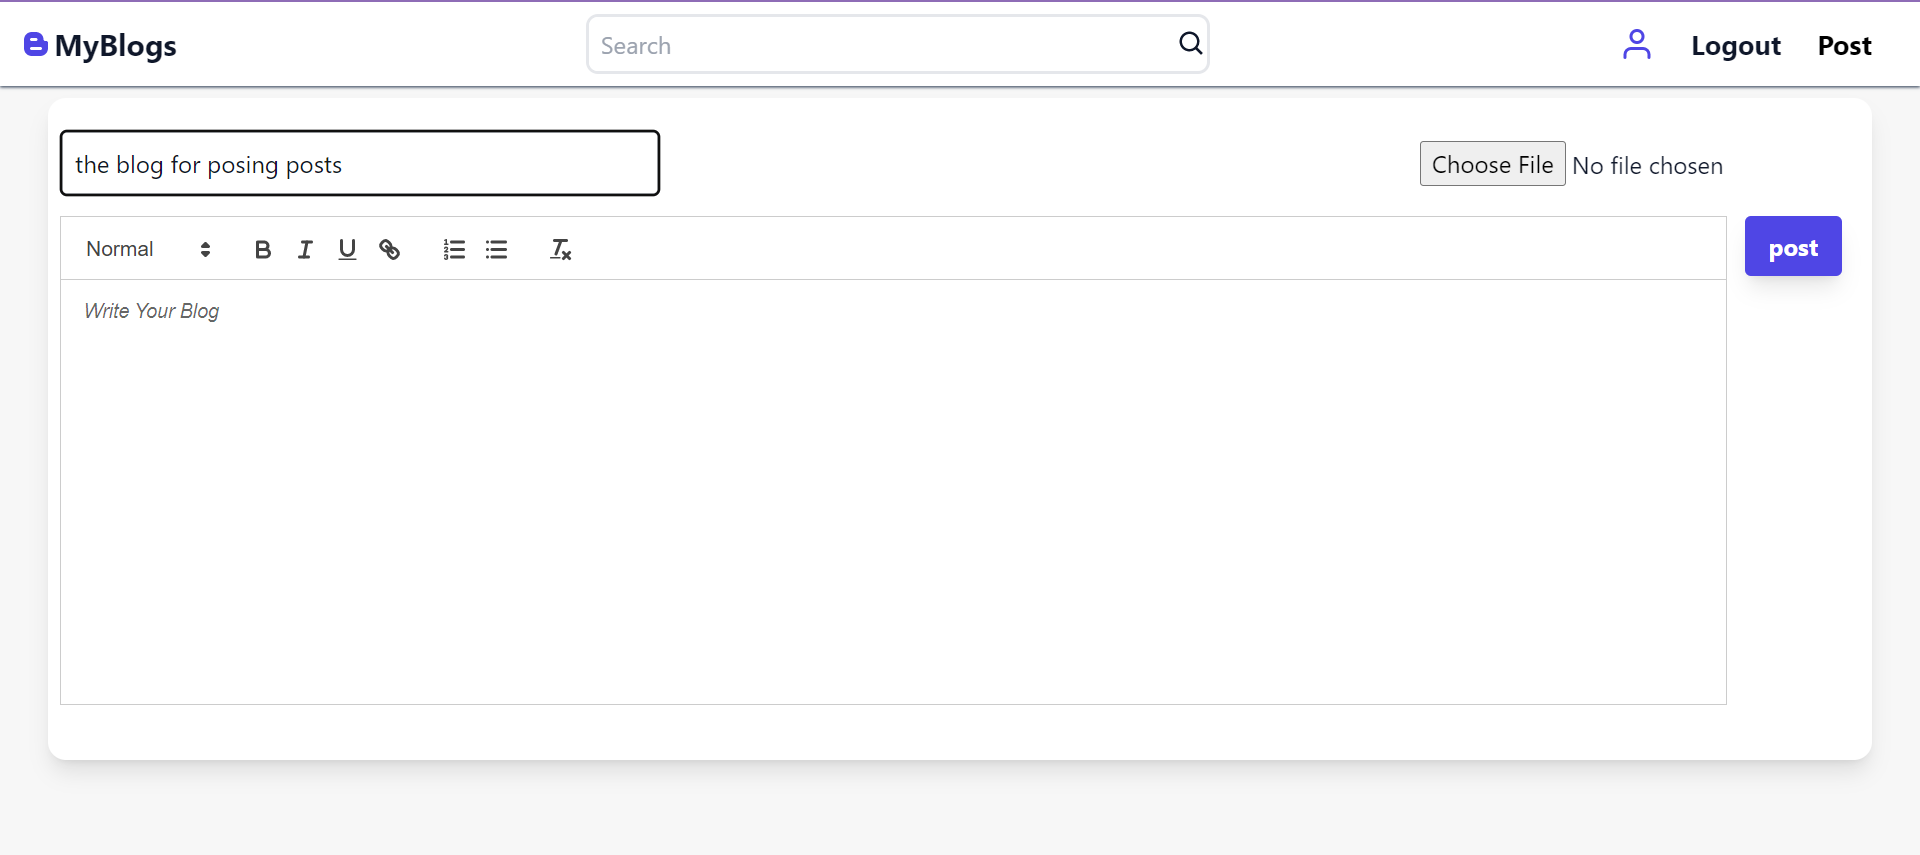 MyBlogs
Search
Logout
Post
the blog for posing posts
Choose File No file chosen
Normal
post
Write Your Blog